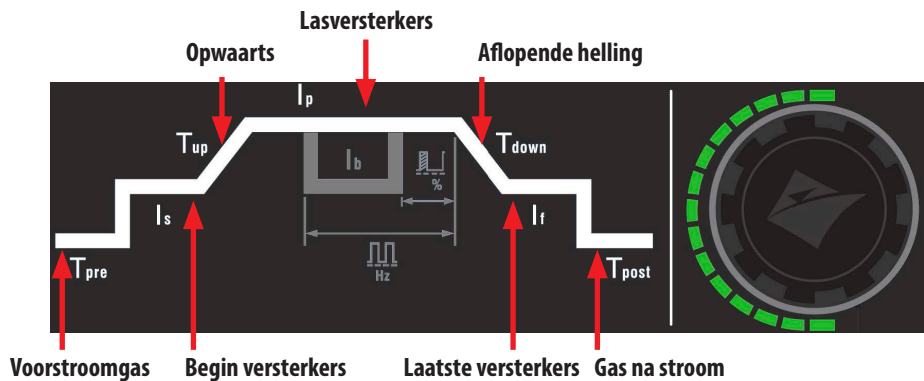 Lasversterkers
Opwaarts
Aflopende helling
Ip
Tup
Tdown
Ib
%
Is
If
Hz
Tpre
Tpost
Voorstroomgas
Begin versterkers
Laatste versterkers
Gas na stroom